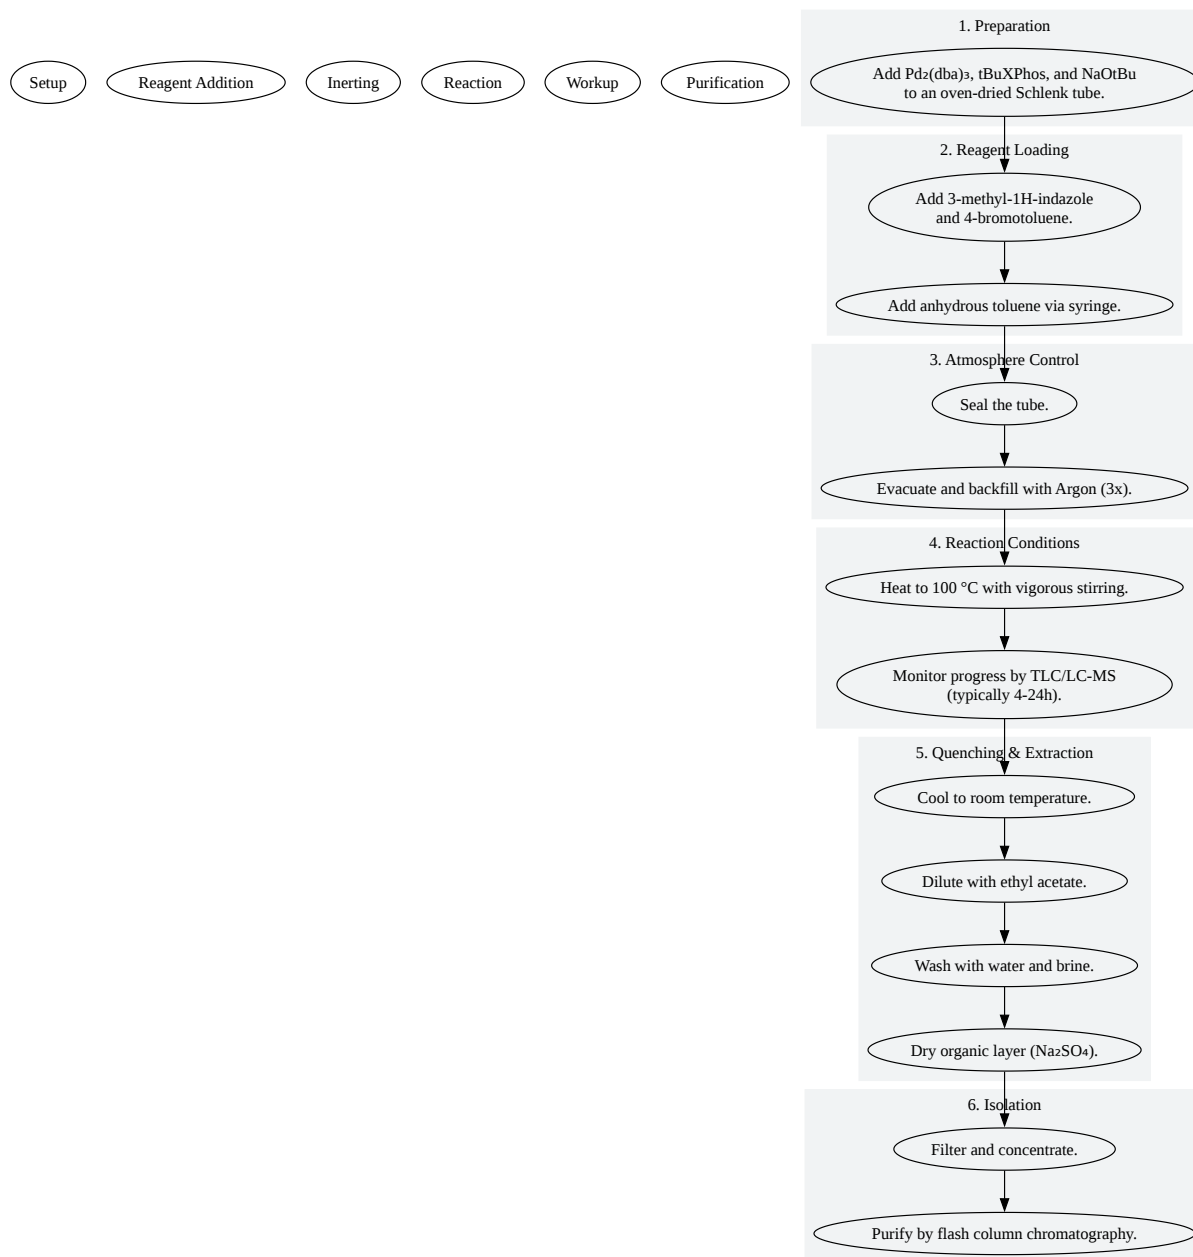 1. Preparation
Setup
Reagent Addition
Inerting
Reaction
Workup
Purification
Add Pd₂(dba)₃, tBuXPhos, and NaOtBu
to an oven-dried Schlenk tube.
2. Reagent Loading
Add 3-methyl-1H-indazole
and 4-bromotoluene.
Add anhydrous toluene via syringe.
3. Atmosphere Control
Seal the tube.
Evacuate and backfill with Argon (3x).
4. Reaction Conditions
Heat to 100 °C with vigorous stirring.
Monitor progress by TLC/LC-MS
(typically 4-24h).
5. Quenching & Extraction
Cool to room temperature.
Dilute with ethyl acetate.
Wash with water and brine.
Dry organic layer (Na₂SO₄).
6. Isolation
Filter and concentrate.
Purify by flash column chromatography.